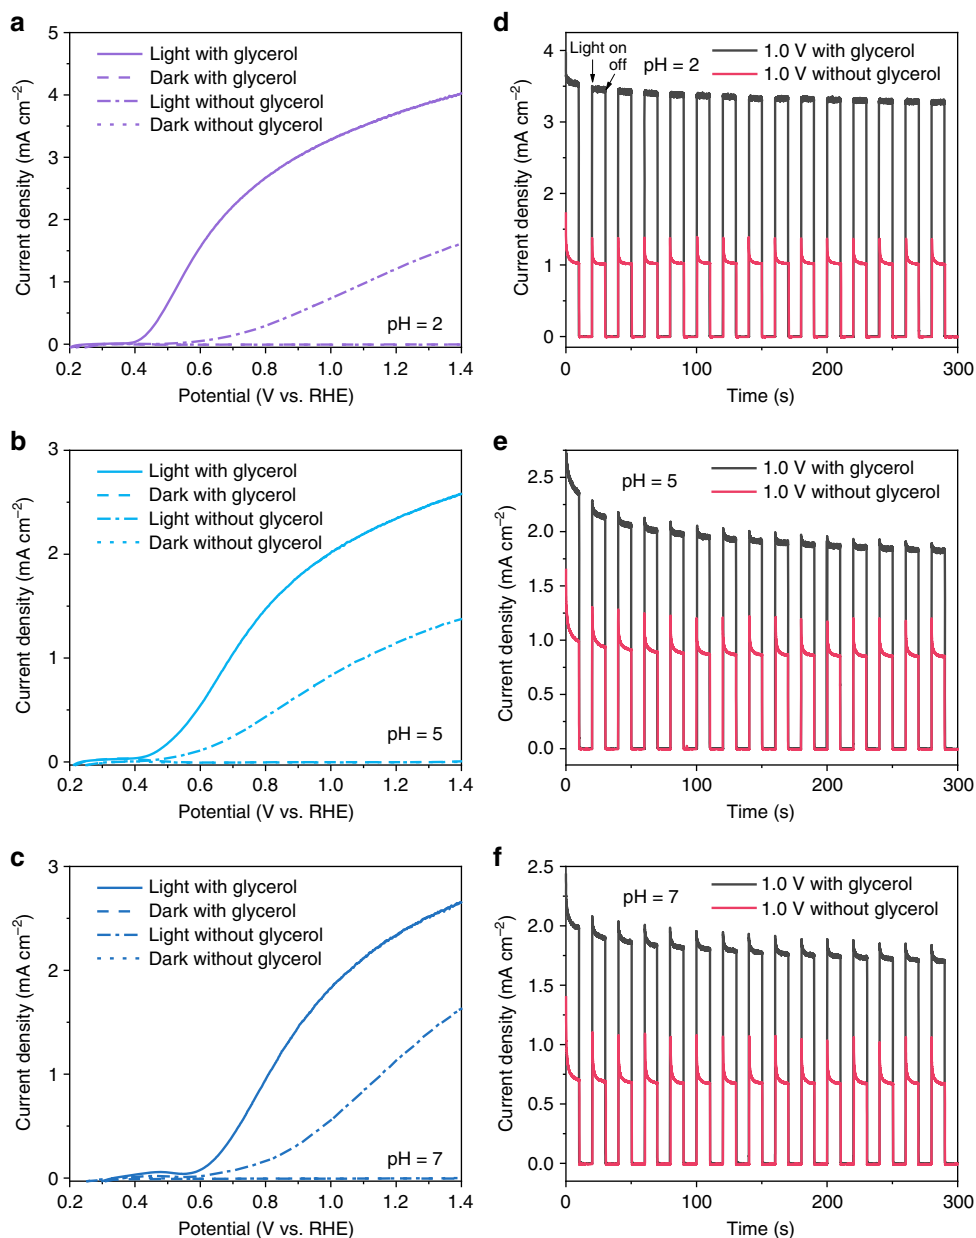 a
Light with glycerol
Dark with glycerol
Light without glycerol
Dark without glycerol
pH = 2
Current density (mA cm−2)
5
4
3
2
1
0
0.2 0.4 0.6 0.8 1.0 1.2 1.4
Potential (V vs. RHE)
d
Light on
off
pH = 2
1.0 V with glycerol
1.0 V without glycerol
Current density (mA cm−2)
4
3
2
1
0
0 100 200 300
Time (s)
b
Light with glycerol
Dark with glycerol
Light without glycerol
Dark without glycerol
pH = 5
Current density (mA cm−2)
3
2
1
0
0.2 0.4 0.6 0.8 1.0 1.2 1.4
Potential (V vs. RHE)
e
pH = 5
1.0 V with glycerol
1.0 V without glycerol
Current density (mA cm−2)
2.5
2.0
1.5
1.0
0.5
0.0
0 100 200 300
Time (s)
c
Light with glycerol
Dark with glycerol
Light without glycerol
Dark without glycerol
pH = 7
Current density (mA cm−2)
3
2
1
0
0.2 0.4 0.6 0.8 1.0 1.2 1.4
Potential (V vs. RHE)
f
pH = 7
1.0 V with glycerol
1.0 V without glycerol
Current density (mA cm−2)
2.5
2.0
1.5
1.0
0.5
0.0
0 100 200 300
Time (s)